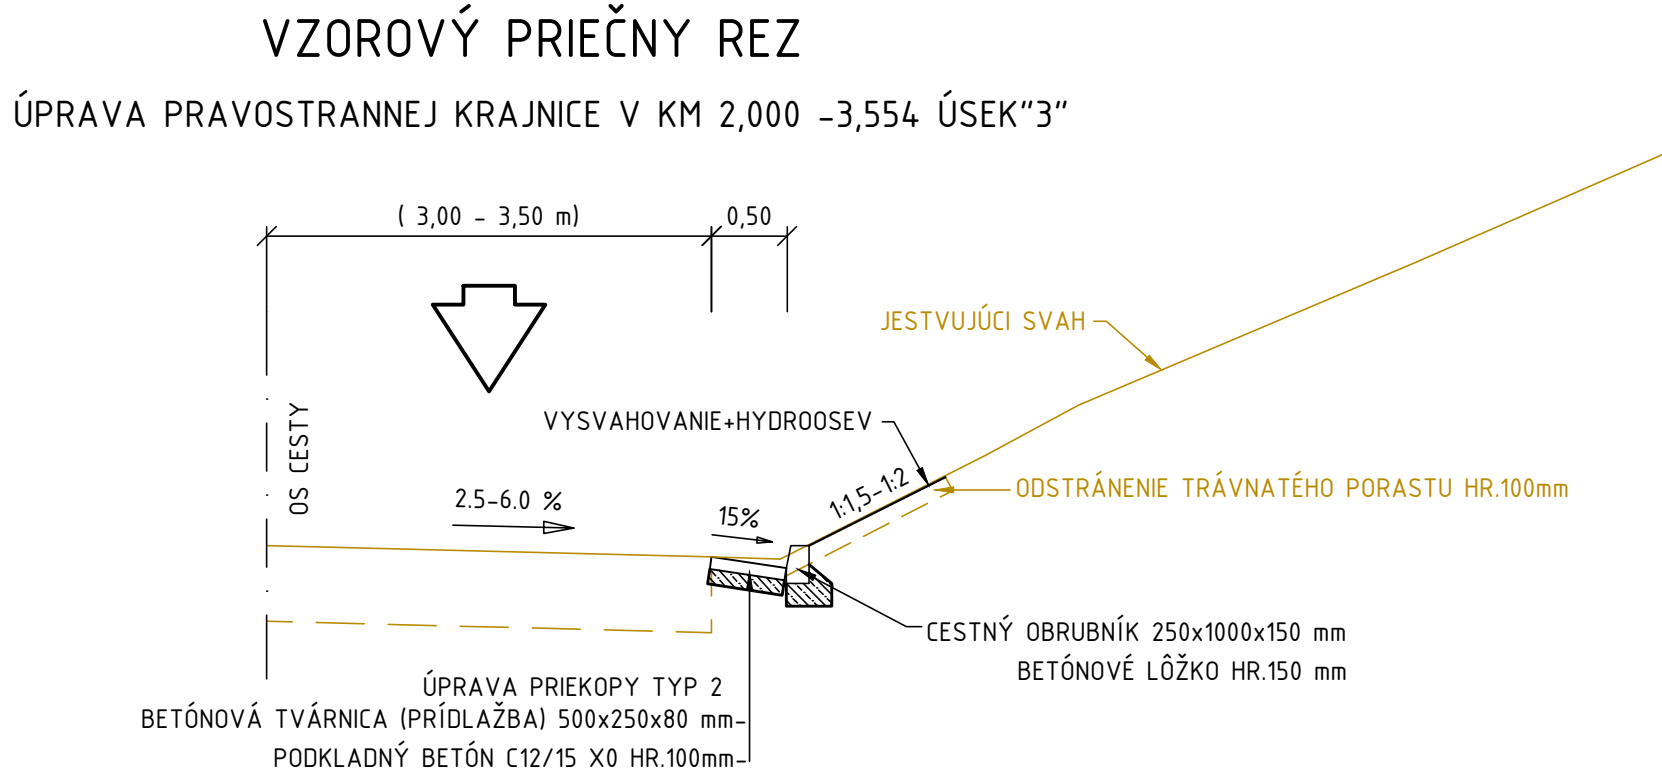 VZOROVÝ PRIEČNY REZ
ÚPRAVA PRAVOSTRANNEJ KRAJNICE V KM 2,000 -3,554 ÚSEK"3"
( 3,00 - 3,50 m)
0,50
JESTVUJÚCI SVAH
VYSVAHOVANIE+HYDROOSEV
OS CESTY
2.5-6.0 %
15%
1:1,5-1:2
ODSTRÁNENIE TRÁVNATÉHO PORASTU HR.100mm
CESTNÝ OBRUBNÍK 250x1000x150 mm
BETÓNOVÉ LÔŽKO HR.150 mm
ÚPRAVA PRIEKOPY TYP 2
BETÓNOVÁ TVÁRNICA (PRÍDLAŽBA) 500x250x80 mm
PODKLADNÝ BETÓN C12/15 X0 HR.100mm